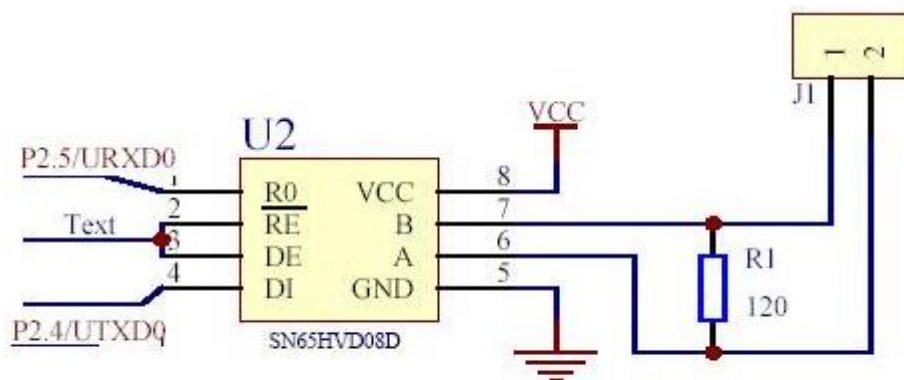 1 2
J1
VCC
U2
P2.5/URXD0
1 R0 VCC 8
2 RE B 7
Text
3 DE A 6
4 DI GND 5
R1
120
P2.4/UTXD0
SN65HVD08D